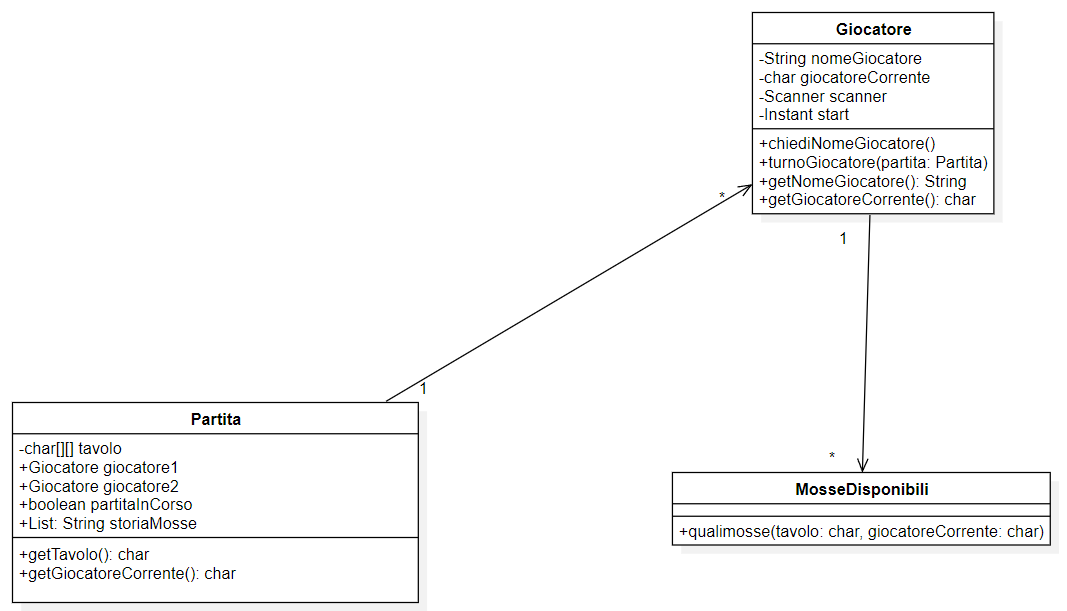 Giocatore
-String nomeGiocatore
-char giocatoreCorrente
-Scanner scanner
-Instant start
+chiediNomeGiocatore()
+turnoGiocatore(partita: Partita)
+getNomeGiocatore(): String
+getGiocatoreCorrente(): char
*
1
1
Partita
-char[][] tavolo
+Giocatore giocatore1
+Giocatore giocatore2
+boolean partitaInCorso
+List: String storiaMosse
+getTavolo(): char
+getGiocatoreCorrente(): char
*
MosseDisponibili
+qualimosse(tavolo: char, giocatoreCorrente: char)